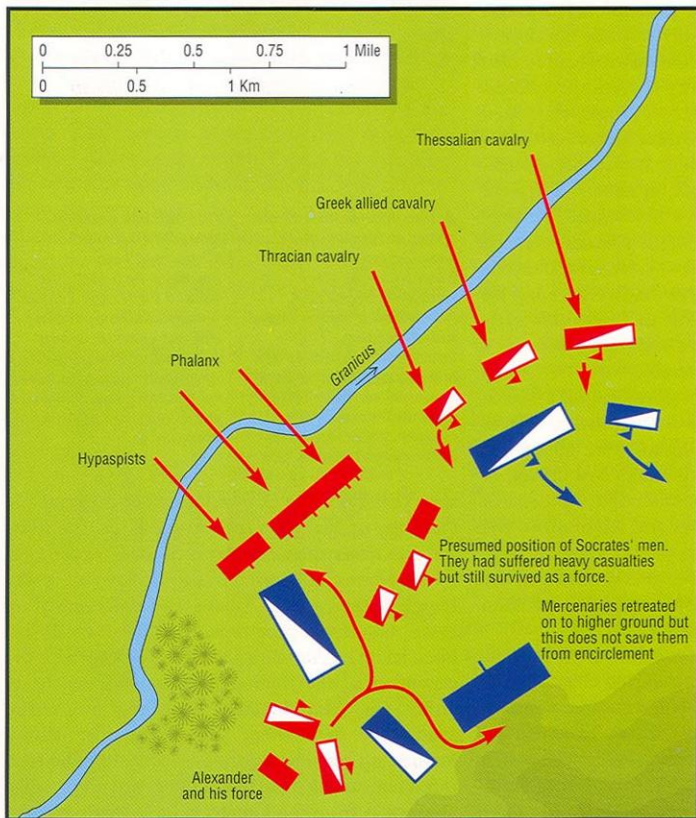 0 0.25 0.5 0.75 1 Mile
0 0.5 1 Km
Thessalian cavalry
Greek allied cavalry
Thracian cavalry
Granicus
Phalanx
Hypaspists
Presumed position of Socrates' men.
They had suffered heavy casualties
but still survived as a force.
Mercenaries retreated
on to higher ground but
this does not save them
from encirclement
Alexander
and his force